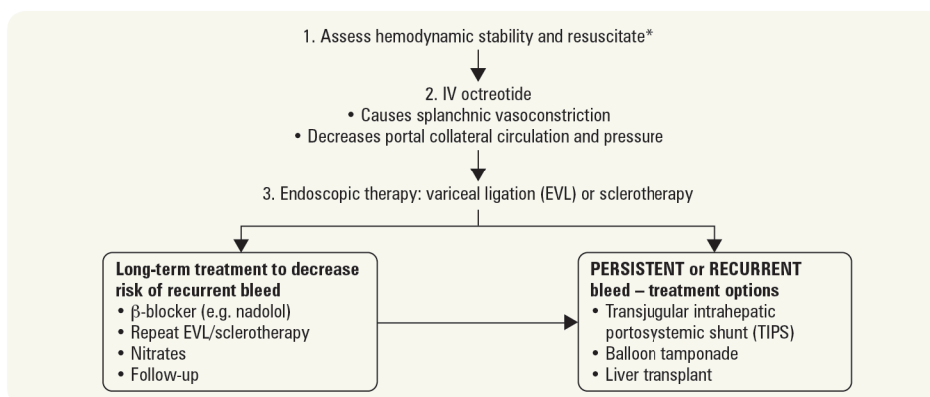 1. Assess hemodynamic stability and resuscitate*
2. IV octreotide
• Causes splanchnic vasoconstriction
• Decreases portal collateral circulation and pressure
3. Endoscopic therapy: variceal ligation (EVL) or sclerotherapy
Long-term treatment to decrease
risk of recurrent bleed
• β-blocker (e.g. nadolol)
• Repeat EVL/sclerotherapy
• Nitrates
• Follow-up
PERSISTENT or RECURRENT
bleed – treatment options
• Transjugular intrahepatic
portosystemic shunt (TIPS)
• Balloon tamponade
• Liver transplant